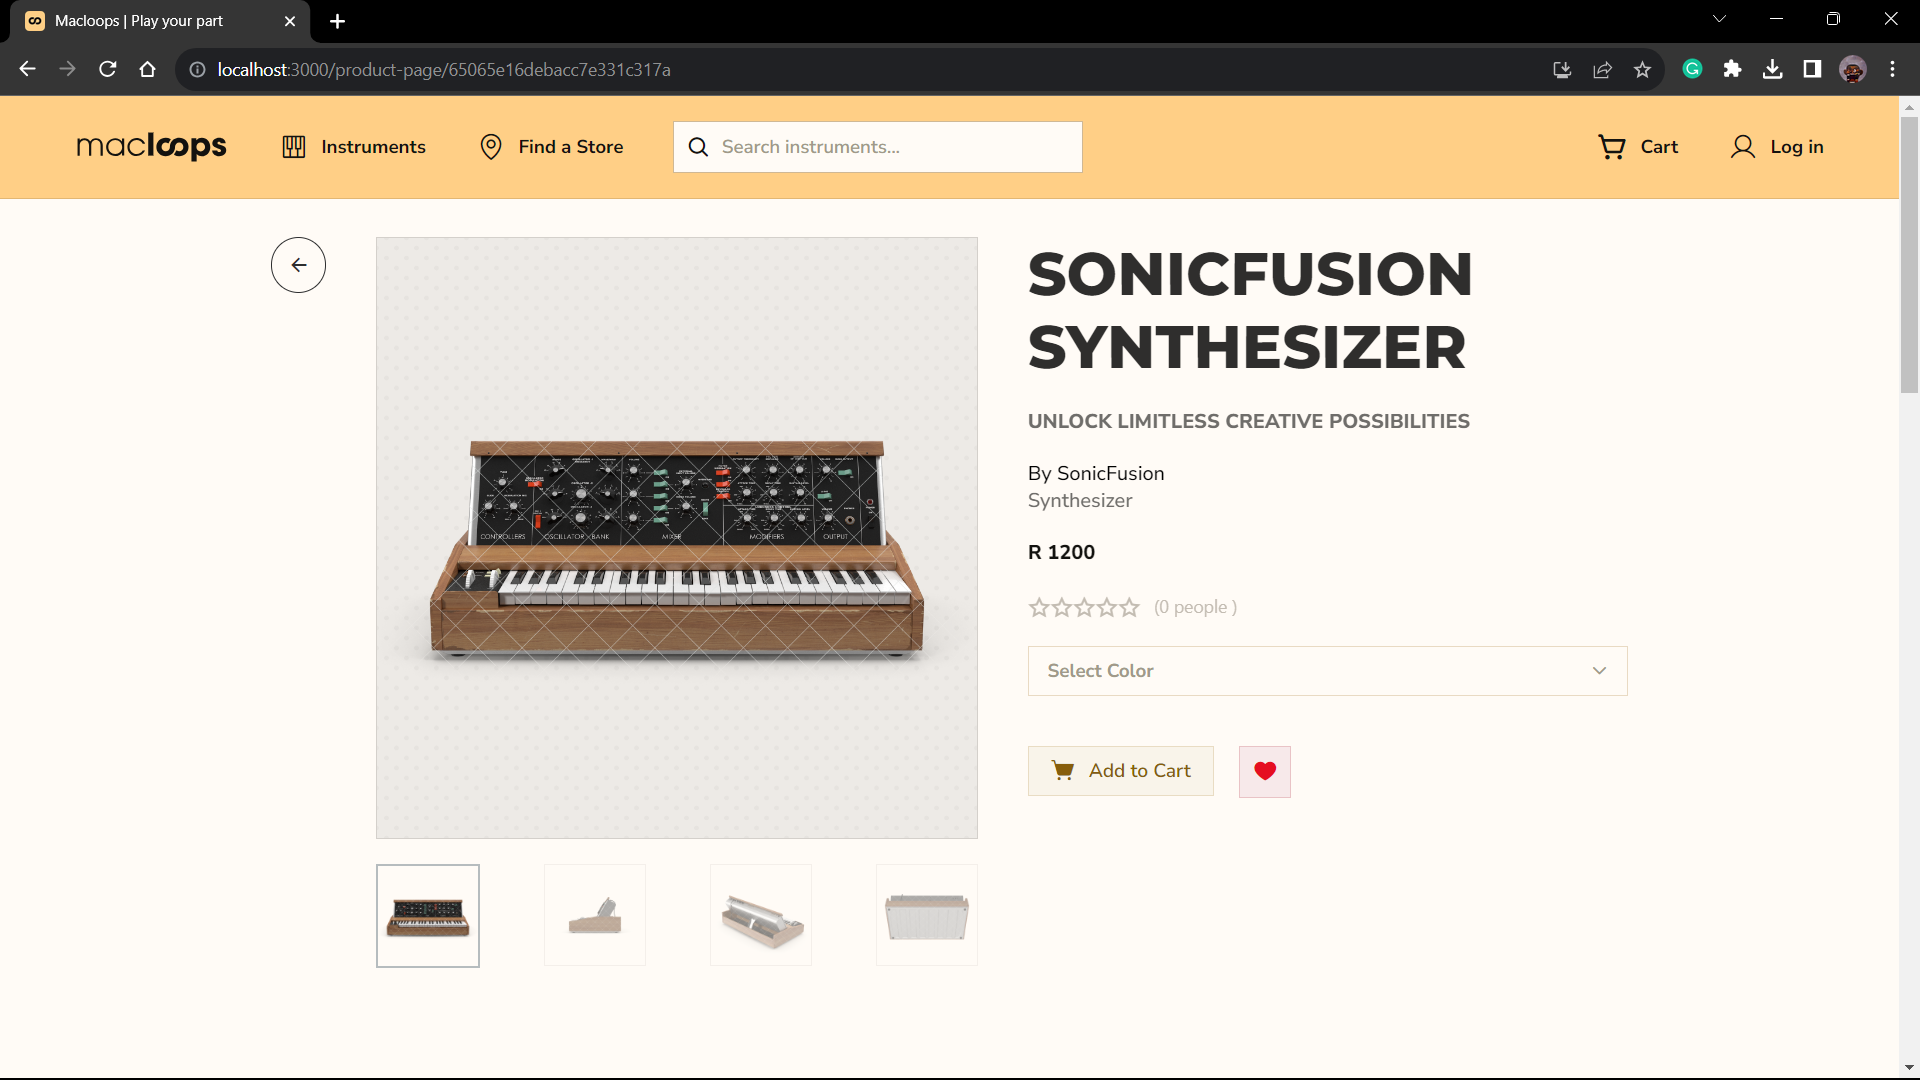 Macloops | Play your part
localhost:3000/product-page/65065e16debacc7e331c317a
macloops
Instruments
Find a Store
Search instruments...
Cart
Log in
SONICFUSION
SYNTHESIZER
UNLOCK LIMITLESS CREATIVE POSSIBILITIES
By SonicFusion
Synthesizer
R 1200
(0 people )
Select Color
Add to Cart
CONTROLLERS
OSCILLATOR BANK
MIXER
MODIFIERS
OUTPUT